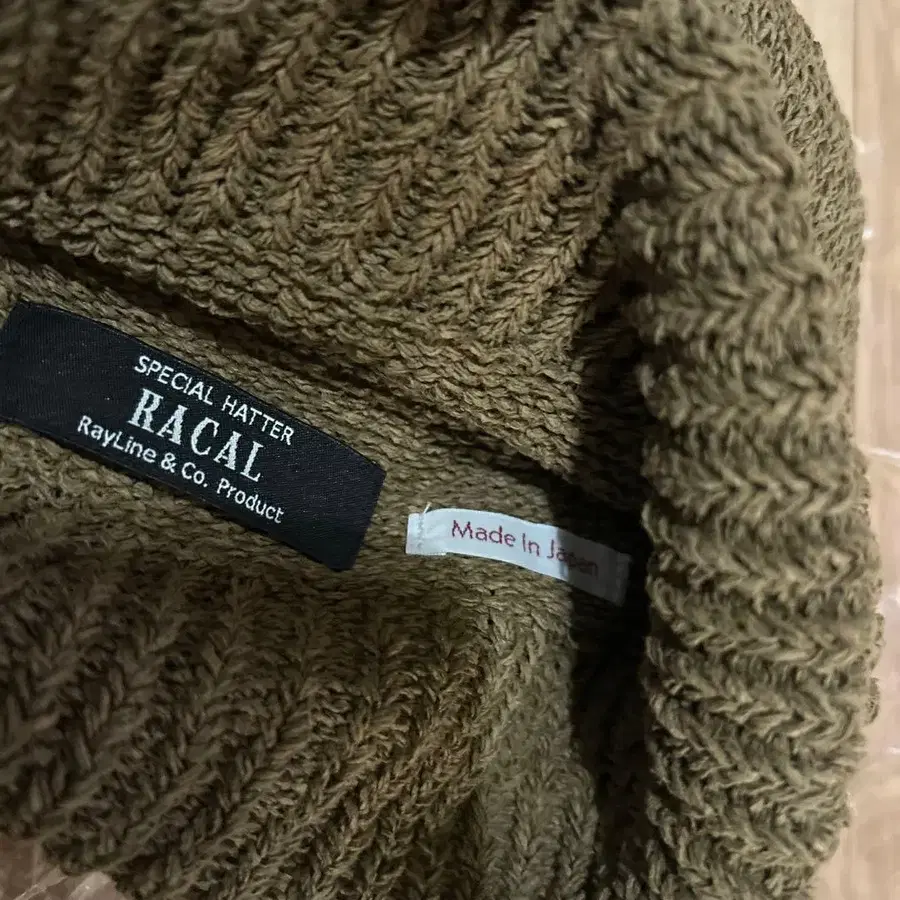 SPECIAL HATTER
RACAL
RayLine & Co. Product
Made In Japan